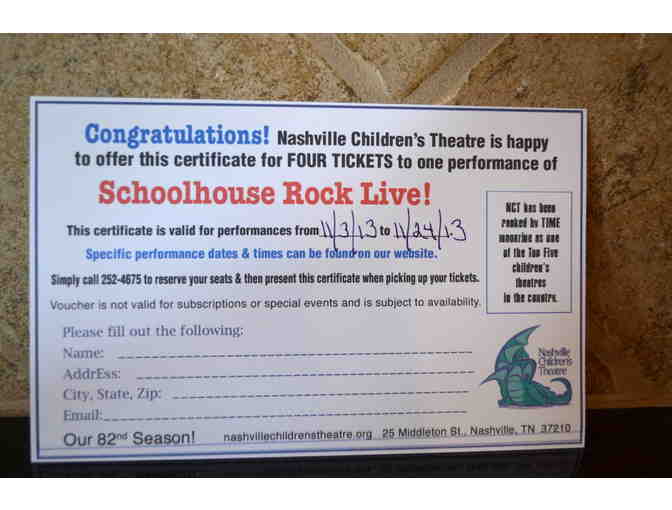 Congratulations! Nashville Children's Theatre is happy
to offer this certificate for FOUR TICKETS to one performance of
Schoolhouse Rock Live!
This certificate is valid for performances from 11/3/13 to 11/24/13
Specific performance dates & times can be found on our website.
Simply call 252-4675 to reserve your seats & then present this certificate when picking up your tickets.
Voucher is not valid for subscriptions or special events and is subject to availability.
NCT has been
ranked by TIME
magazine as one
of the Top Five
children's
theatres
in the country.
Please fill out the following:
Name:
AddrEss:
City, State, Zip:
Email:
Nashville
Children's
Theatre
Our 82nd Season! nashvillechildrenstheatre.org 25 Middleton St., Nashville, TN 37210